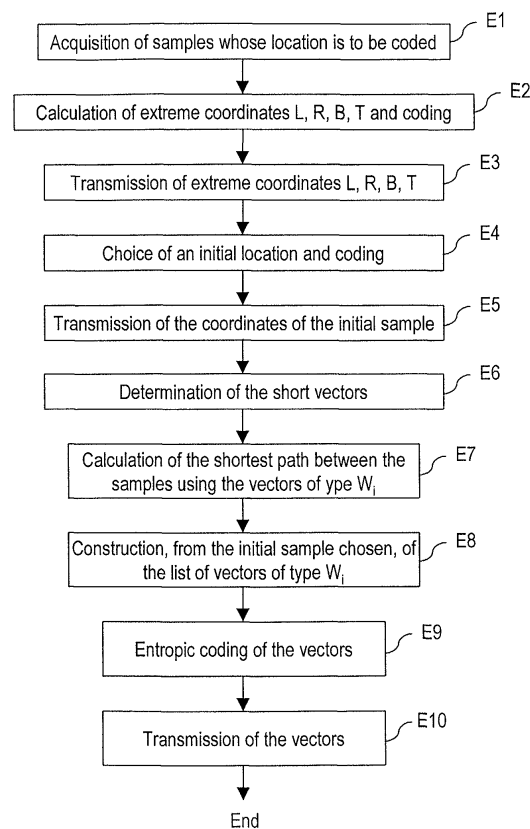 E1
Acquisition of samples whose location is to be coded
E2
Calculation of extreme coordinates L, R, B, T and coding
E3
Transmission of extreme coordinates L, R, B, T
E4
Choice of an initial location and coding
E5
Transmission of the coordinates of the initial sample
E6
Determination of the short vectors
E7
Calculation of the shortest path between the
samples using the vectors of ype Wi
E8
Construction, from the initial sample chosen, of
the list of vectors of type Wi
E9
Entropic coding of the vectors
E10
Transmission of the vectors
End